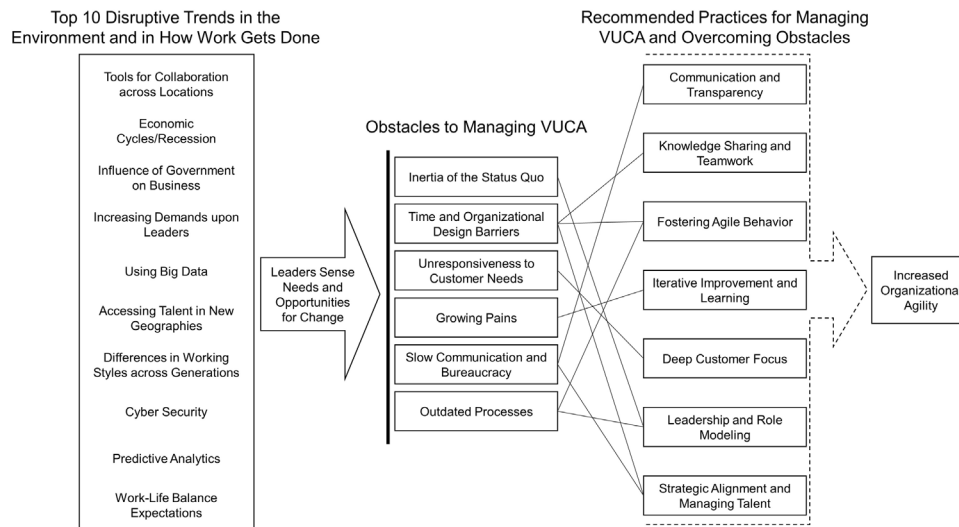 Top 10 Disruptive Trends in the
Environment and in How Work Gets Done
Tools for Collaboration
across Locations
Economic
Cycles/Recession
Influence of Government
on Business
Increasing Demands upon
Leaders
Using Big Data
Accessing Talent in New
Geographies
Differences in Working
Styles across Generations
Cyber Security
Predictive Analytics
Work-Life Balance
Expectations
Leaders Sense
Needs and
Opportunities
for Change
Obstacles to Managing VUCA
Inertia of the Status Quo
Time and Organizational
Design Barriers
Unresponsiveness to
Customer Needs
Growing Pains
Slow Communication and
Bureaucracy
Outdated Processes
Recommended Practices for Managing
VUCA and Overcoming Obstacles
Communication and
Transparency
Knowledge Sharing and
Teamwork
Fostering Agile Behavior
Iterative Improvement and
Learning
Deep Customer Focus
Leadership and Role
Modeling
Strategic Alignment and
Managing Talent
Increased
Organizational
Agility